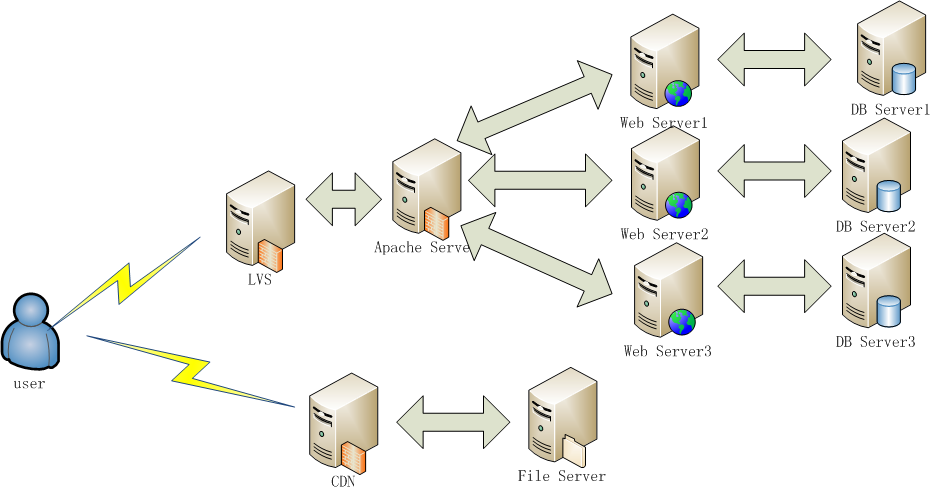 DB Server1
Web Server1
DB Server2
Web Server2
Apache Serve
LVS
DB Server3
Web Server3
user
File Server
CDN